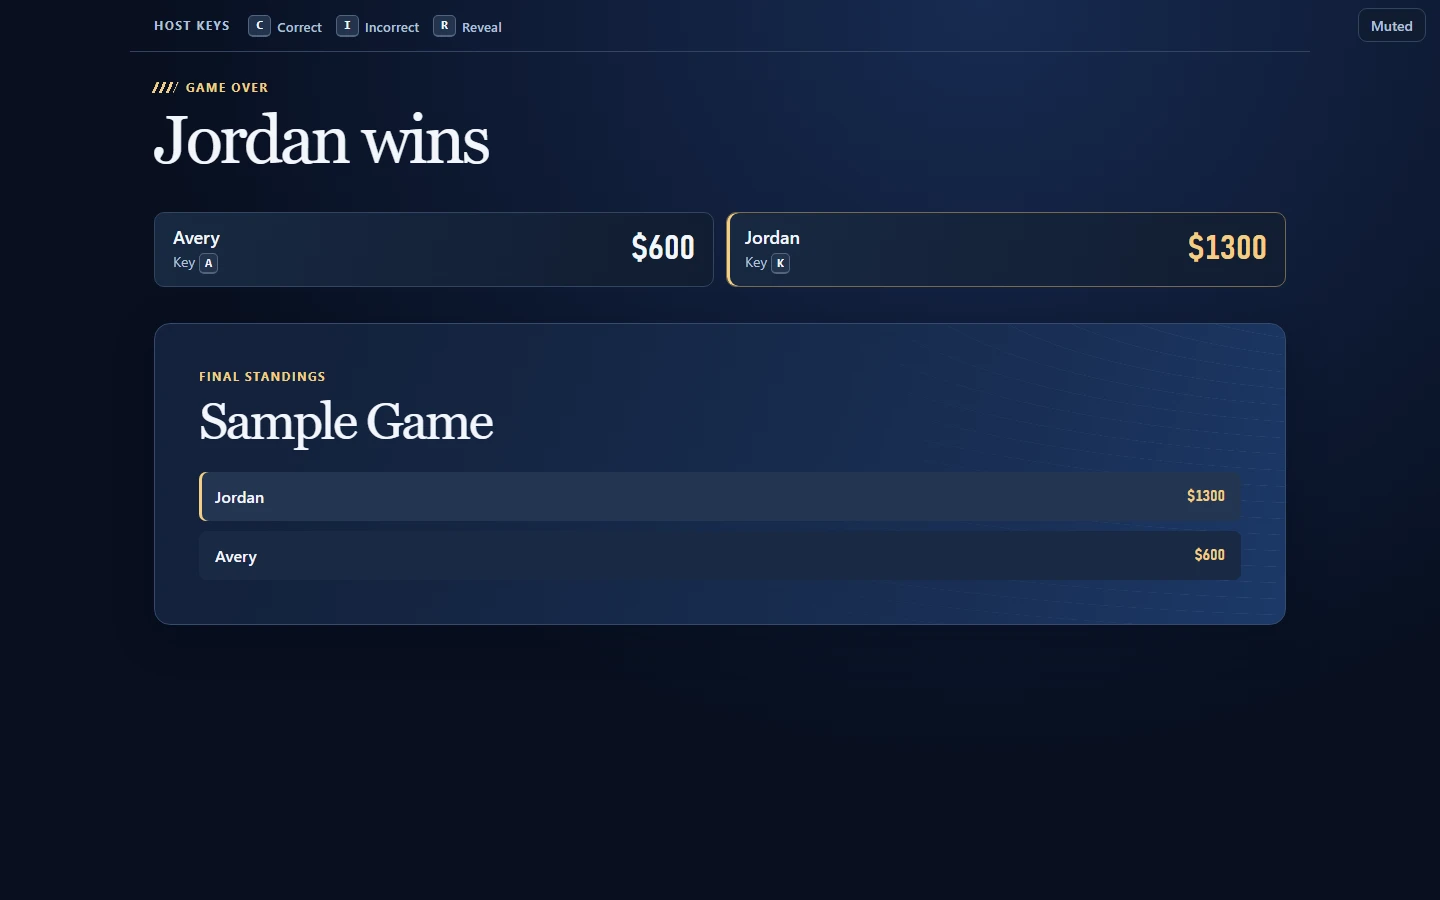 HOST KEYS C Correct I Incorrect R Reveal Muted
GAME OVER
Jordan wins
Avery
Key A
$600
Jordan
Key K
$1300
FINAL STANDINGS
Sample Game
Jordan $1300
Avery $600